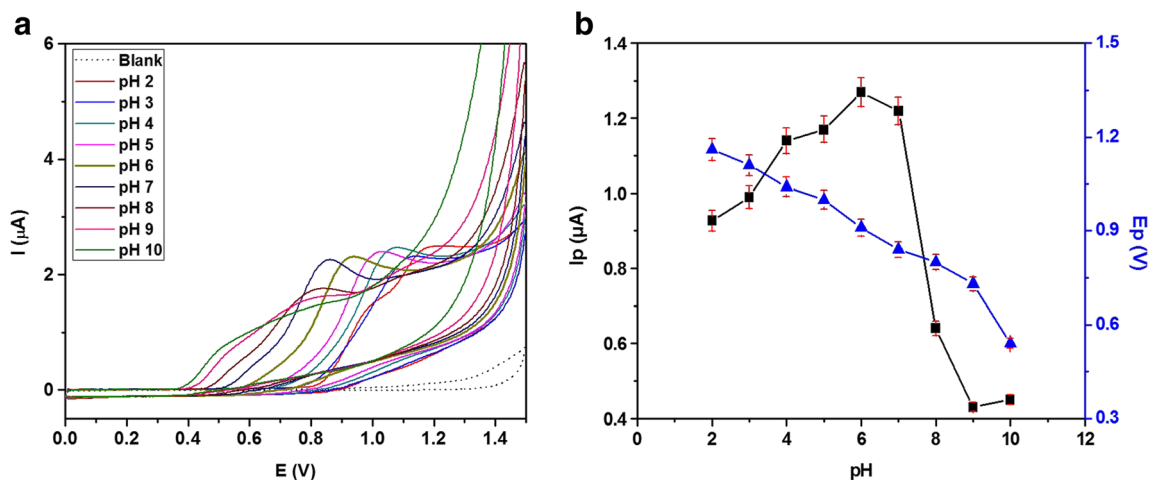 a
6
4
2
0
I (μA)
0.0 0.2 0.4 0.6 0.8 1.0 1.2 1.4
E (V)
Blank
pH 2
pH 3
pH 4
pH 5
pH 6
pH 7
pH 8
pH 9
pH 10
b
1.4
1.2
1.0
0.8
0.6
0.4
Ip (μA)
0 2 4 6 8 10 12
pH
1.5
1.2
0.9
0.6
0.3
Ep (V)